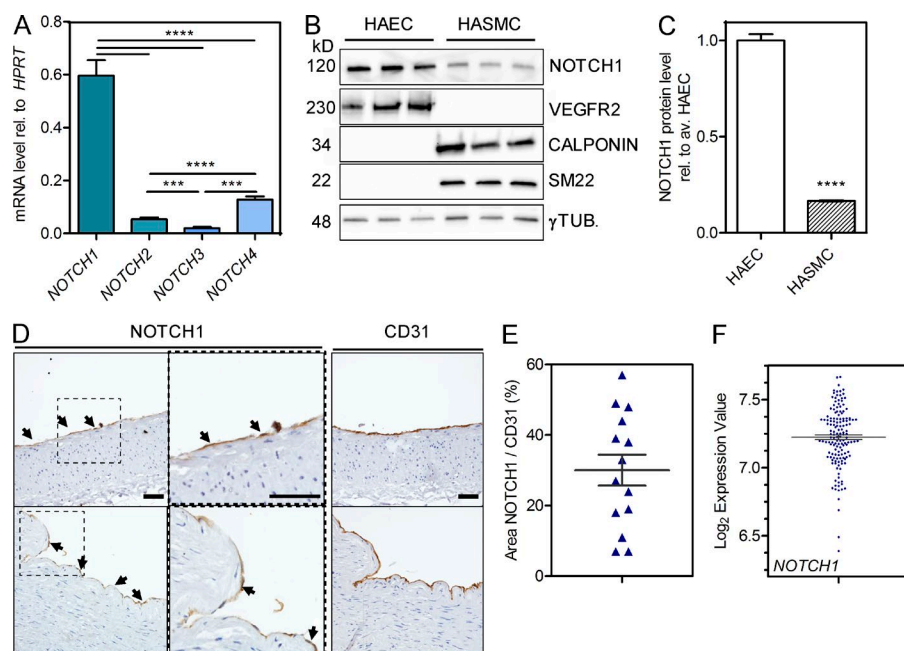 A
mRNA level rel. to HPRT
0.8
0.6
0.4
0.2
0.0
****
****
***
***
NOTCH1
NOTCH2
NOTCH3
NOTCH4
B
HAEC HASMC
kD
120 NOTCH1
230 VEGFR2
34 CALPONIN
22 SM22
48 γTUB.
C
NOTCH1 protein level
rel. to av. HAEC
1.0
0.5
0.0
****
HAEC
HASMC
D
NOTCH1 CD31
E
Area NOTCH1 / CD31 (%)
60
40
20
0
F
Log2 Expression Value
7.5
7.0
6.5
NOTCH1